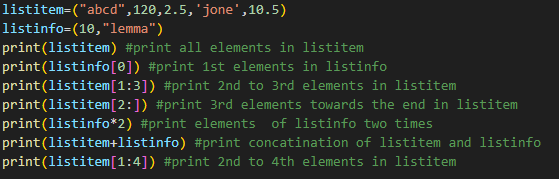 listitem=("abcd",120,2.5,'jone',10.5)
listinfo=(10,"lemma")
print(listitem) #print all elements in listitem
print(listinfo[0]) #print 1st elements in listinfo
print(listitem[1:3]) #print 2nd to 3rd elements in listitem
print(listitem[2:]) #print 3rd elements towards the end in listitem
print(listinfo*2) #print elements  of listinfo two times
print(listitem+listinfo) #print concatination of listitem and listinfo
print(listitem[1:4]) #print 2nd to 4th elements in listitem